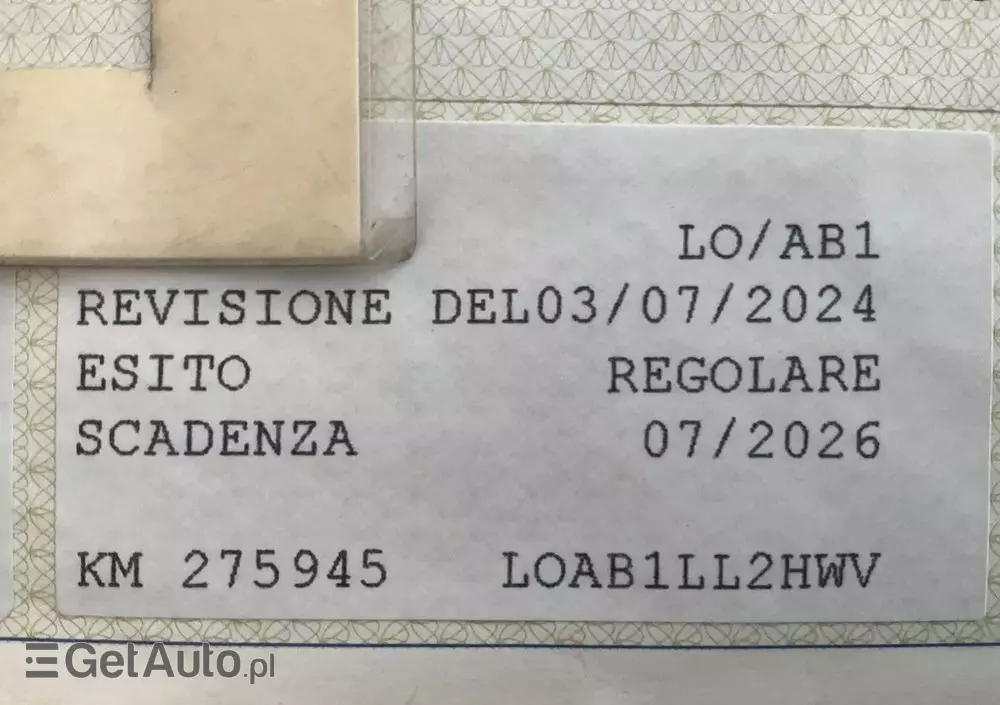 LO/AB1
REVISIONE DEL03/07/2024
ESITO REGOLARE
SCADENZA 07/2026
KM 275945 LOAB1LL2HWV
GetAuto.pl